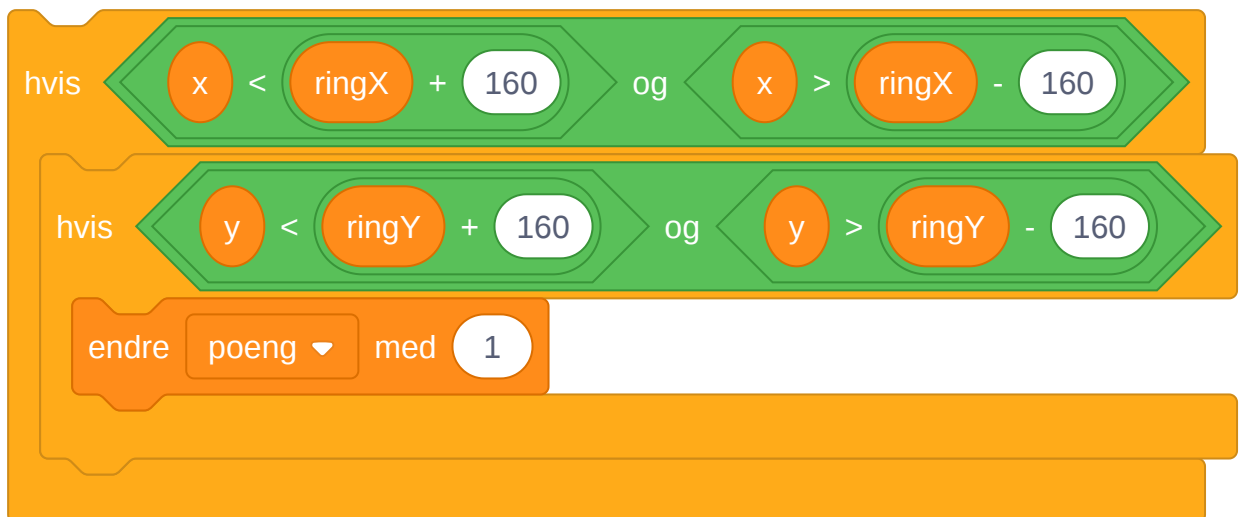 hvis x < ringX + 160 og x > ringX - 160
hvis y < ringY + 160 og y > ringY - 160
endre poeng med 1